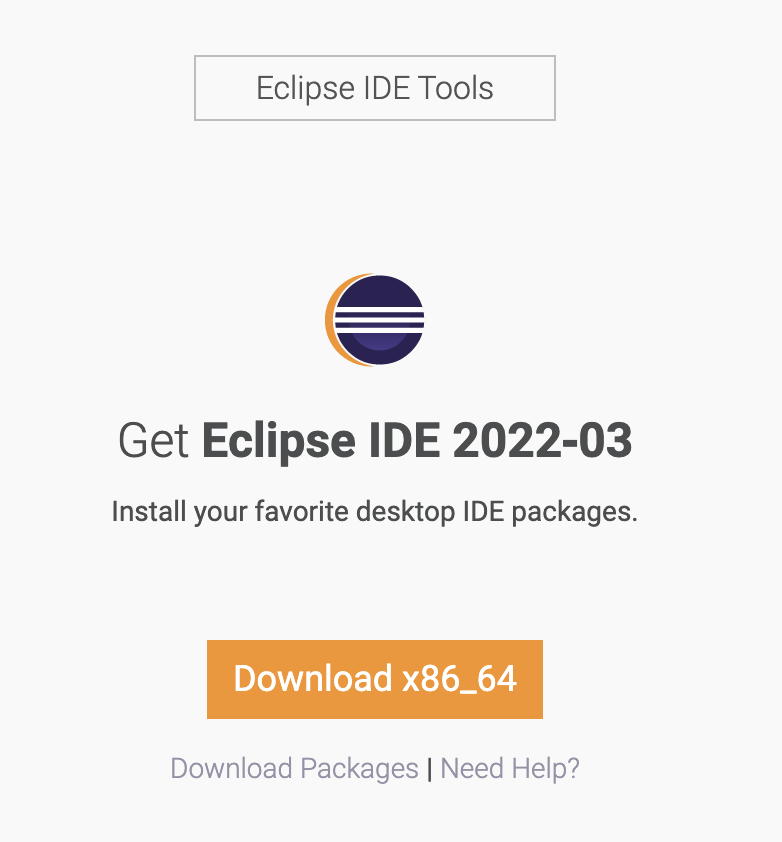 Eclipse IDE Tools
Get Eclipse IDE 2022-03
Install your favorite desktop IDE packages.
Download x86_64
Download Packages | Need Help?